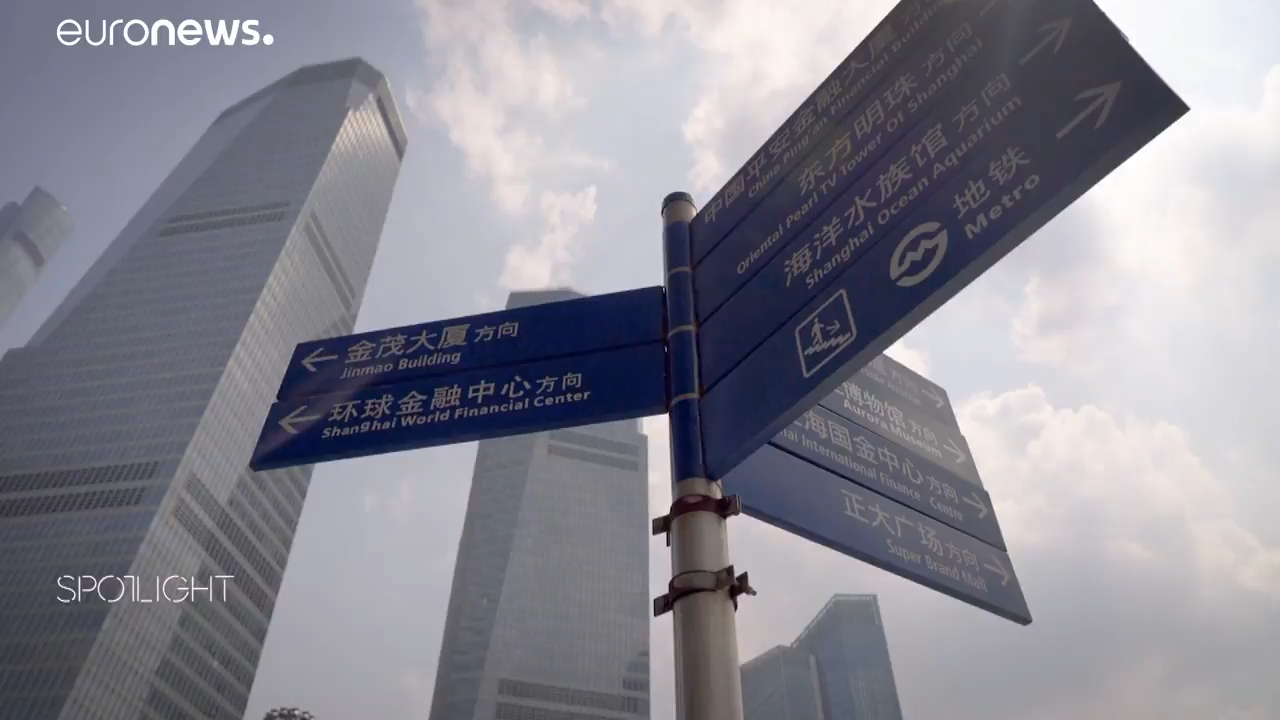 euronews.
中国平安金融大厦
China Ping'an Financial Building
东方明珠 方向
Oriental Pearl TV Tower Of Shanghai
海洋水族馆 方向
Shanghai Ocean Aquarium
地铁
Metro
金茂大厦 方向
Jinmao Building
环球金融中心 方向
Shanghai World Financial Center
博物馆 方向
Aurora Museum
海国金中心 方向
International Finance Centre
正大广场 方向
Super Brand Mall
SPOTLIGHT